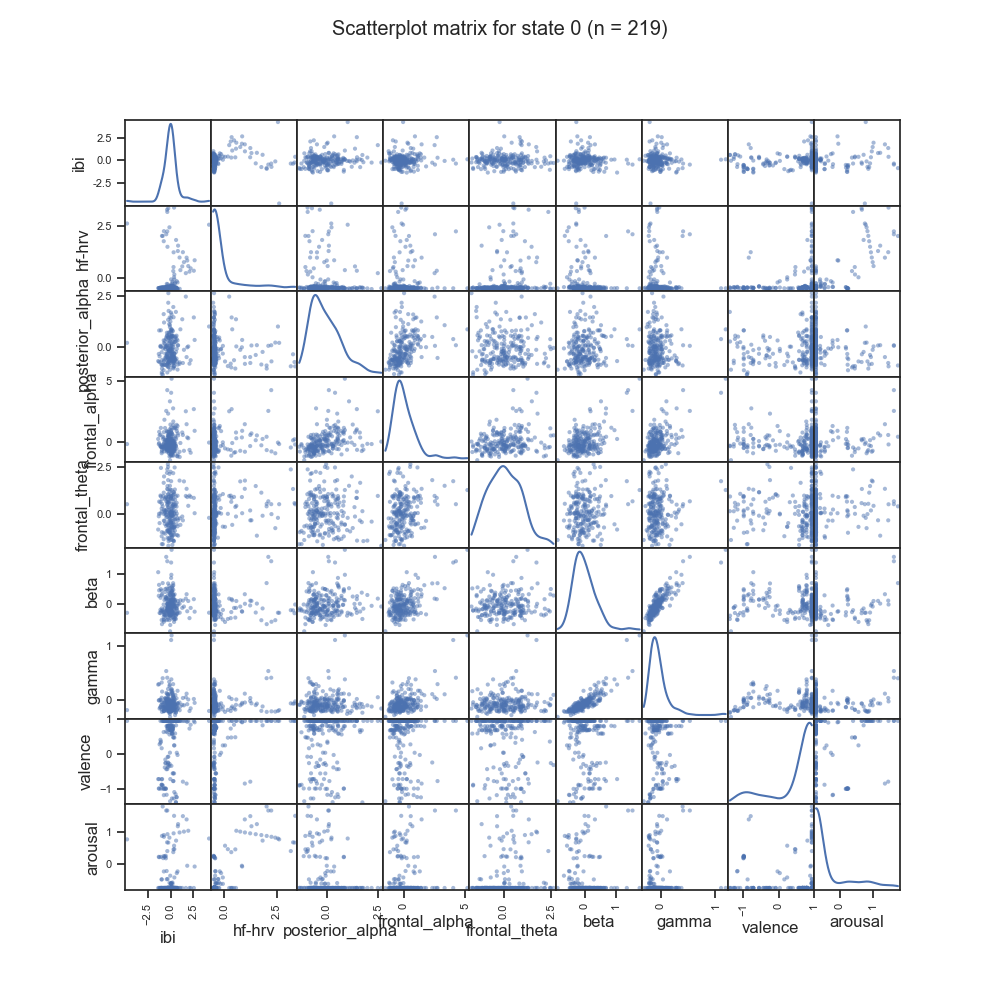 Scatterplot matrix for state 0 (n = 219)
ibi
2.5
0.0
−2.5
hf-hrv
2.5
0.0
posterior_alpha
2.5
0.0
frontal_alpha
5
0
frontal_theta
2.5
0.0
beta
1
0
gamma
1
0
valence
1
0
−1
arousal
1
0
−2.5 0.0 2.5 0.0 2.5 0.0 2.5 0 5 0.0 2.5 0 1 0 1 −1 0 1 0 1
ibi hf-hrv posterior_alpha frontal_alpha frontal_theta beta gamma valence arousal